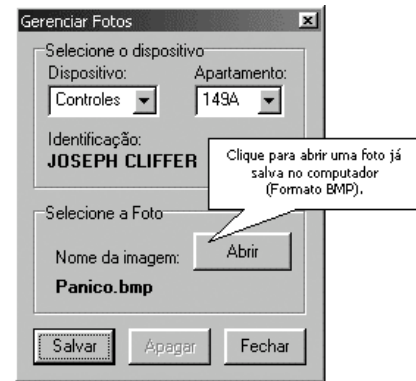 Gerenciar Fotos
Selecione o dispositivo
Dispositivo: Apartamento:
Controles 149A
Identificação:
JOSEPH CLIFFER
Clique para abrir uma foto já
salva no computador
(Formato BMP).
Selecione a Foto
Nome da imagem: Abrir
Panico.bmp
Salvar Apagar Fechar